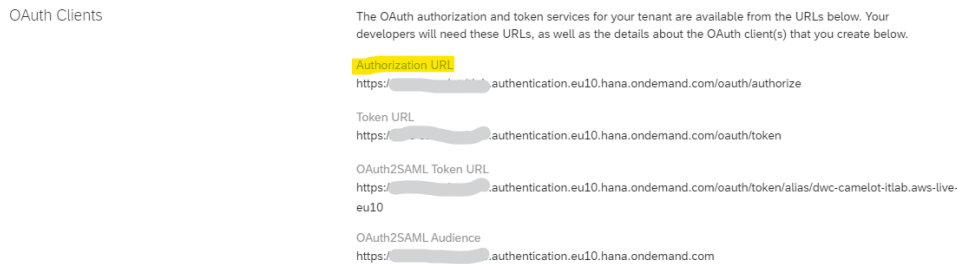 OAuth Clients
The OAuth authorization and token services for your tenant are available from the URLs below. Your
developers will need these URLs, as well as the details about the OAuth client(s) that you create below.
Authorization URL
https:/ .authentication.eu10.hana.ondemand.com/oauth/authorize
Token URL
https:/ .authentication.eu10.hana.ondemand.com/oauth/token
OAuth2SAML Token URL
https:/ .authentication.eu10.hana.ondemand.com/oauth/token/alias/dwc-camelot-itlab.aws-live-
eu10
OAuth2SAML Audience
https:/ .authentication.eu10.hana.ondemand.com